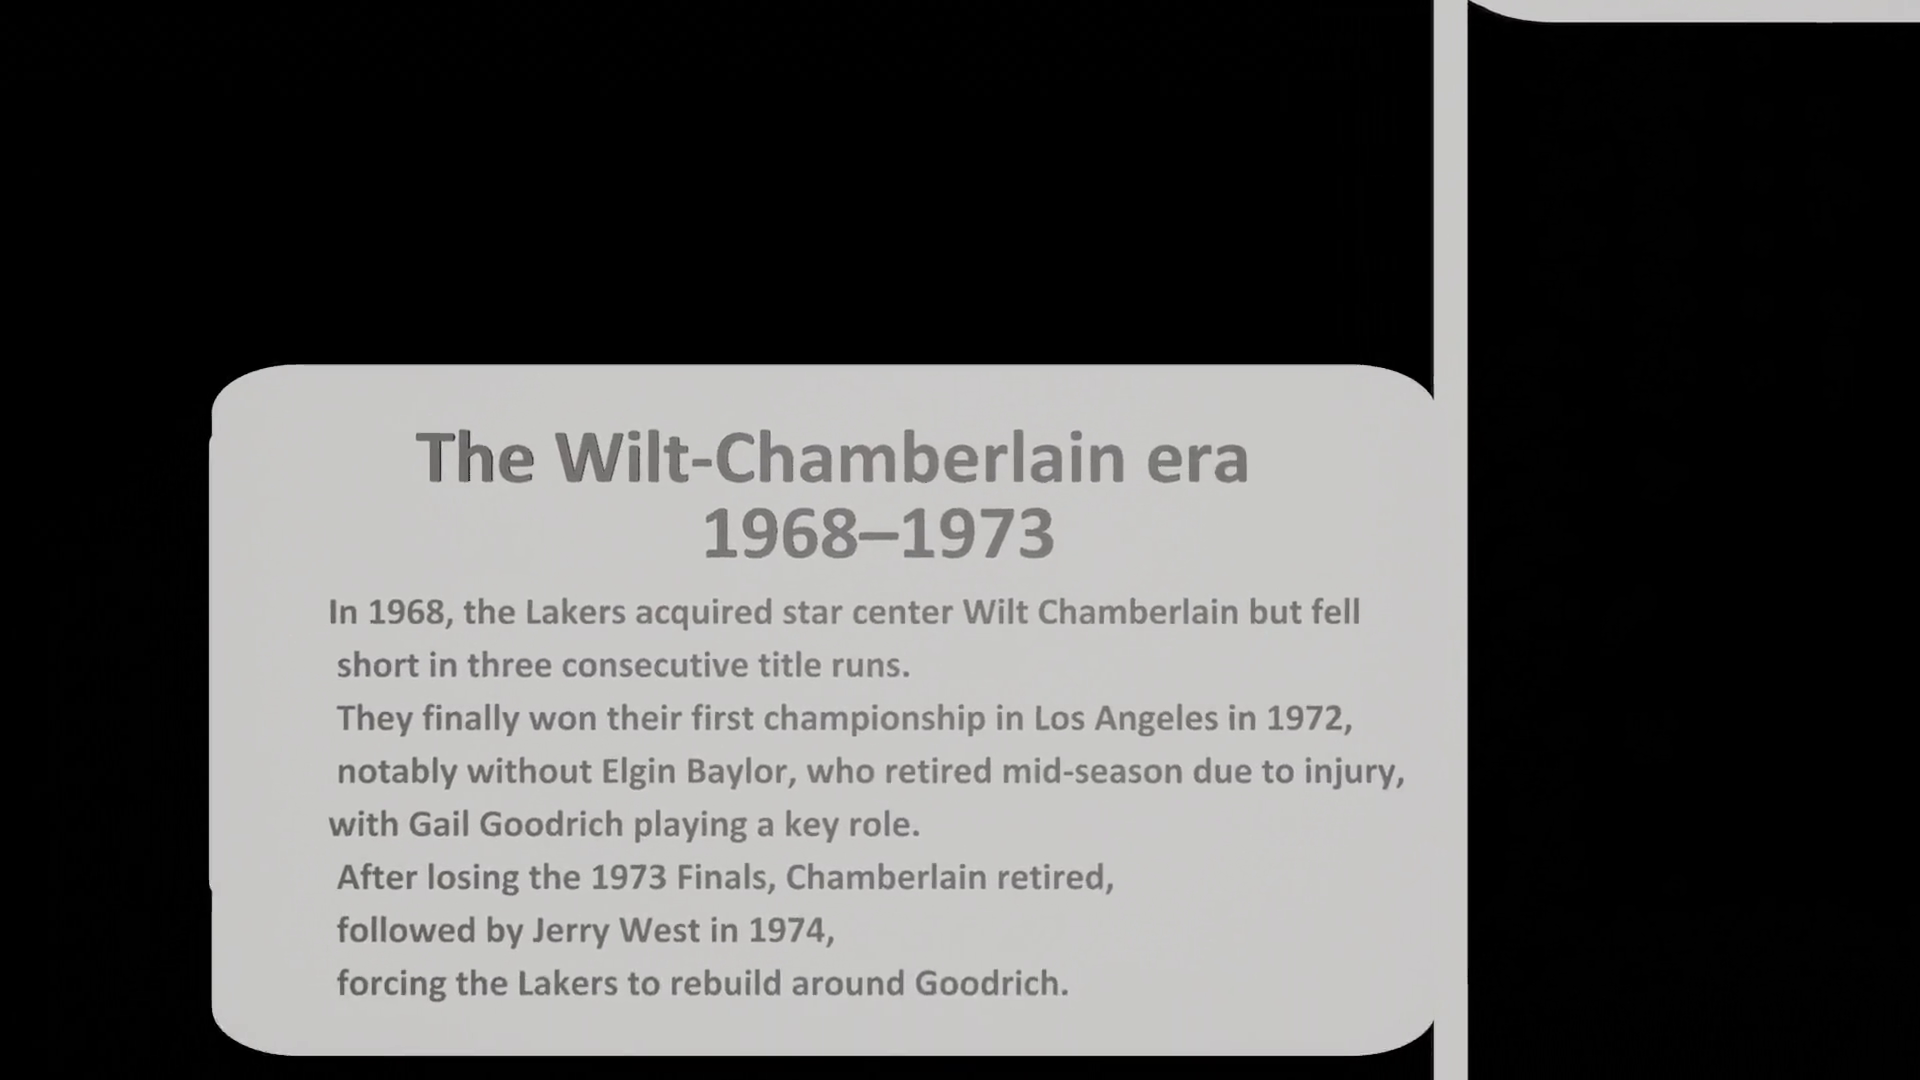 The Wilt-Chamberlain era
1968–1973
In 1968, the Lakers acquired star center Wilt Chamberlain but fell
short in three consecutive title runs.
They finally won their first championship in Los Angeles in 1972,
notably without Elgin Baylor, who retired mid-season due to injury,
with Gail Goodrich playing a key role.
After losing the 1973 Finals, Chamberlain retired,
followed by Jerry West in 1974,
forcing the Lakers to rebuild around Goodrich.